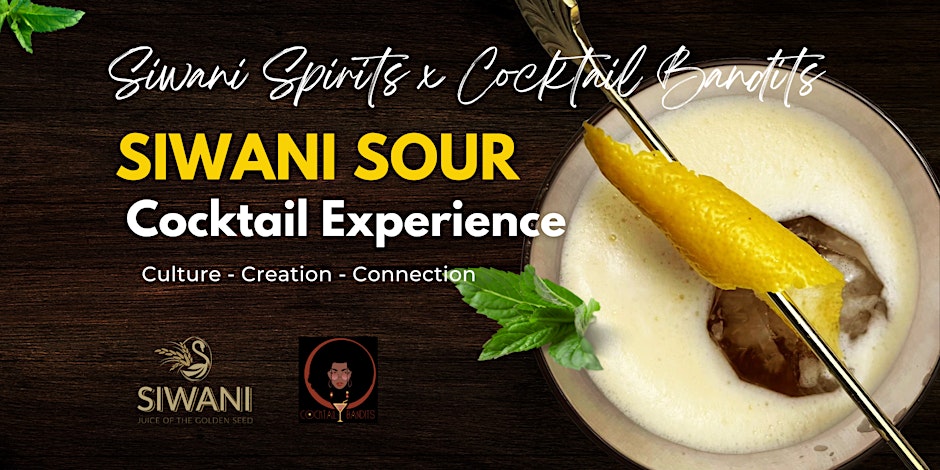 Siwani Spirits x Cocktail Bandits
SIWANI SOUR
Cocktail Experience
Culture - Creation - Connection
SIWANI
JUICE OF THE GOLDEN SEED
COCKTAIL BANDITS